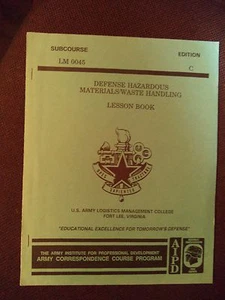 SUBCOURSE
EDITION
LM 0045
C
DEFENSE HAZARDOUS
MATERIALS/WASTE HANDLING
LESSON BOOK
U.S. ARMY LOGISTICS MANAGEMENT COLLEGE
FORT LEE, VIRGINIA
"EDUCATIONAL EXCELLENCE FOR TOMORROW'S DEFENSE"
THE ARMY INSTITUTE FOR PROFESSIONAL DEVELOPMENT
ARMY CORRESPONDENCE COURSE PROGRAM
AIPD